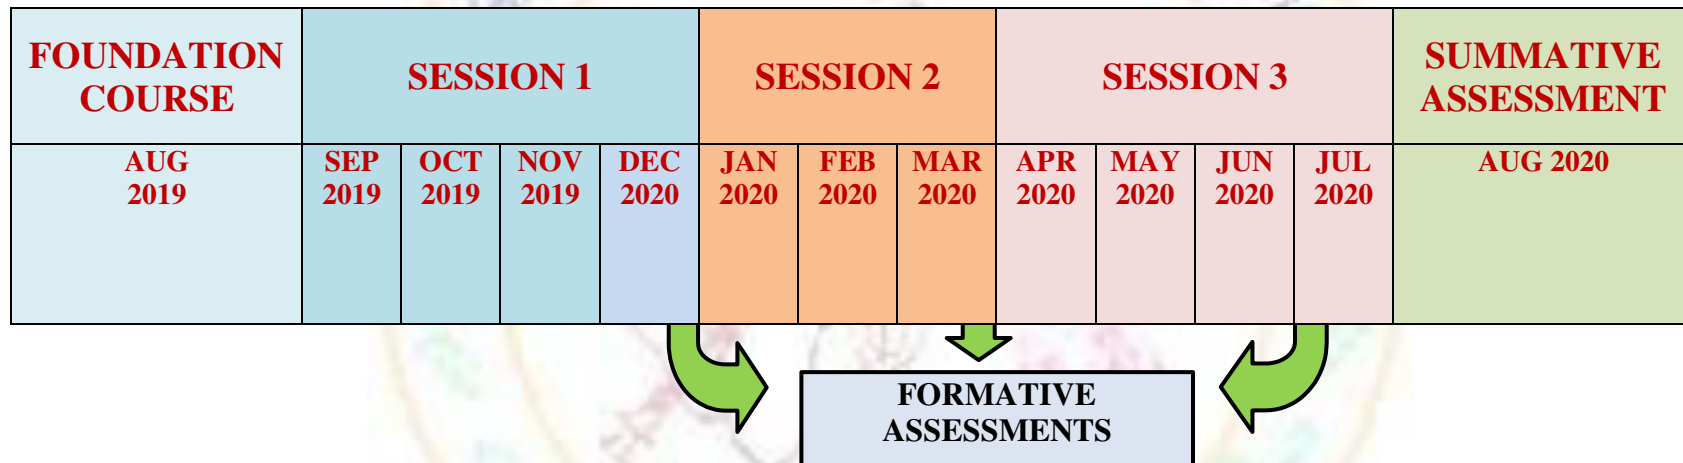 FOUNDATION
COURSE
SESSION 1
SESSION 2
SESSION 3
SUMMATIVE
ASSESSMENT
AUG
2019
SEP
2019
OCT
2019
NOV
2019
DEC
2020
JAN
2020
FEB
2020
MAR
2020
APR
2020
MAY
2020
JUN
2020
JUL
2020
AUG 2020
FORMATIVE
ASSESSMENTS